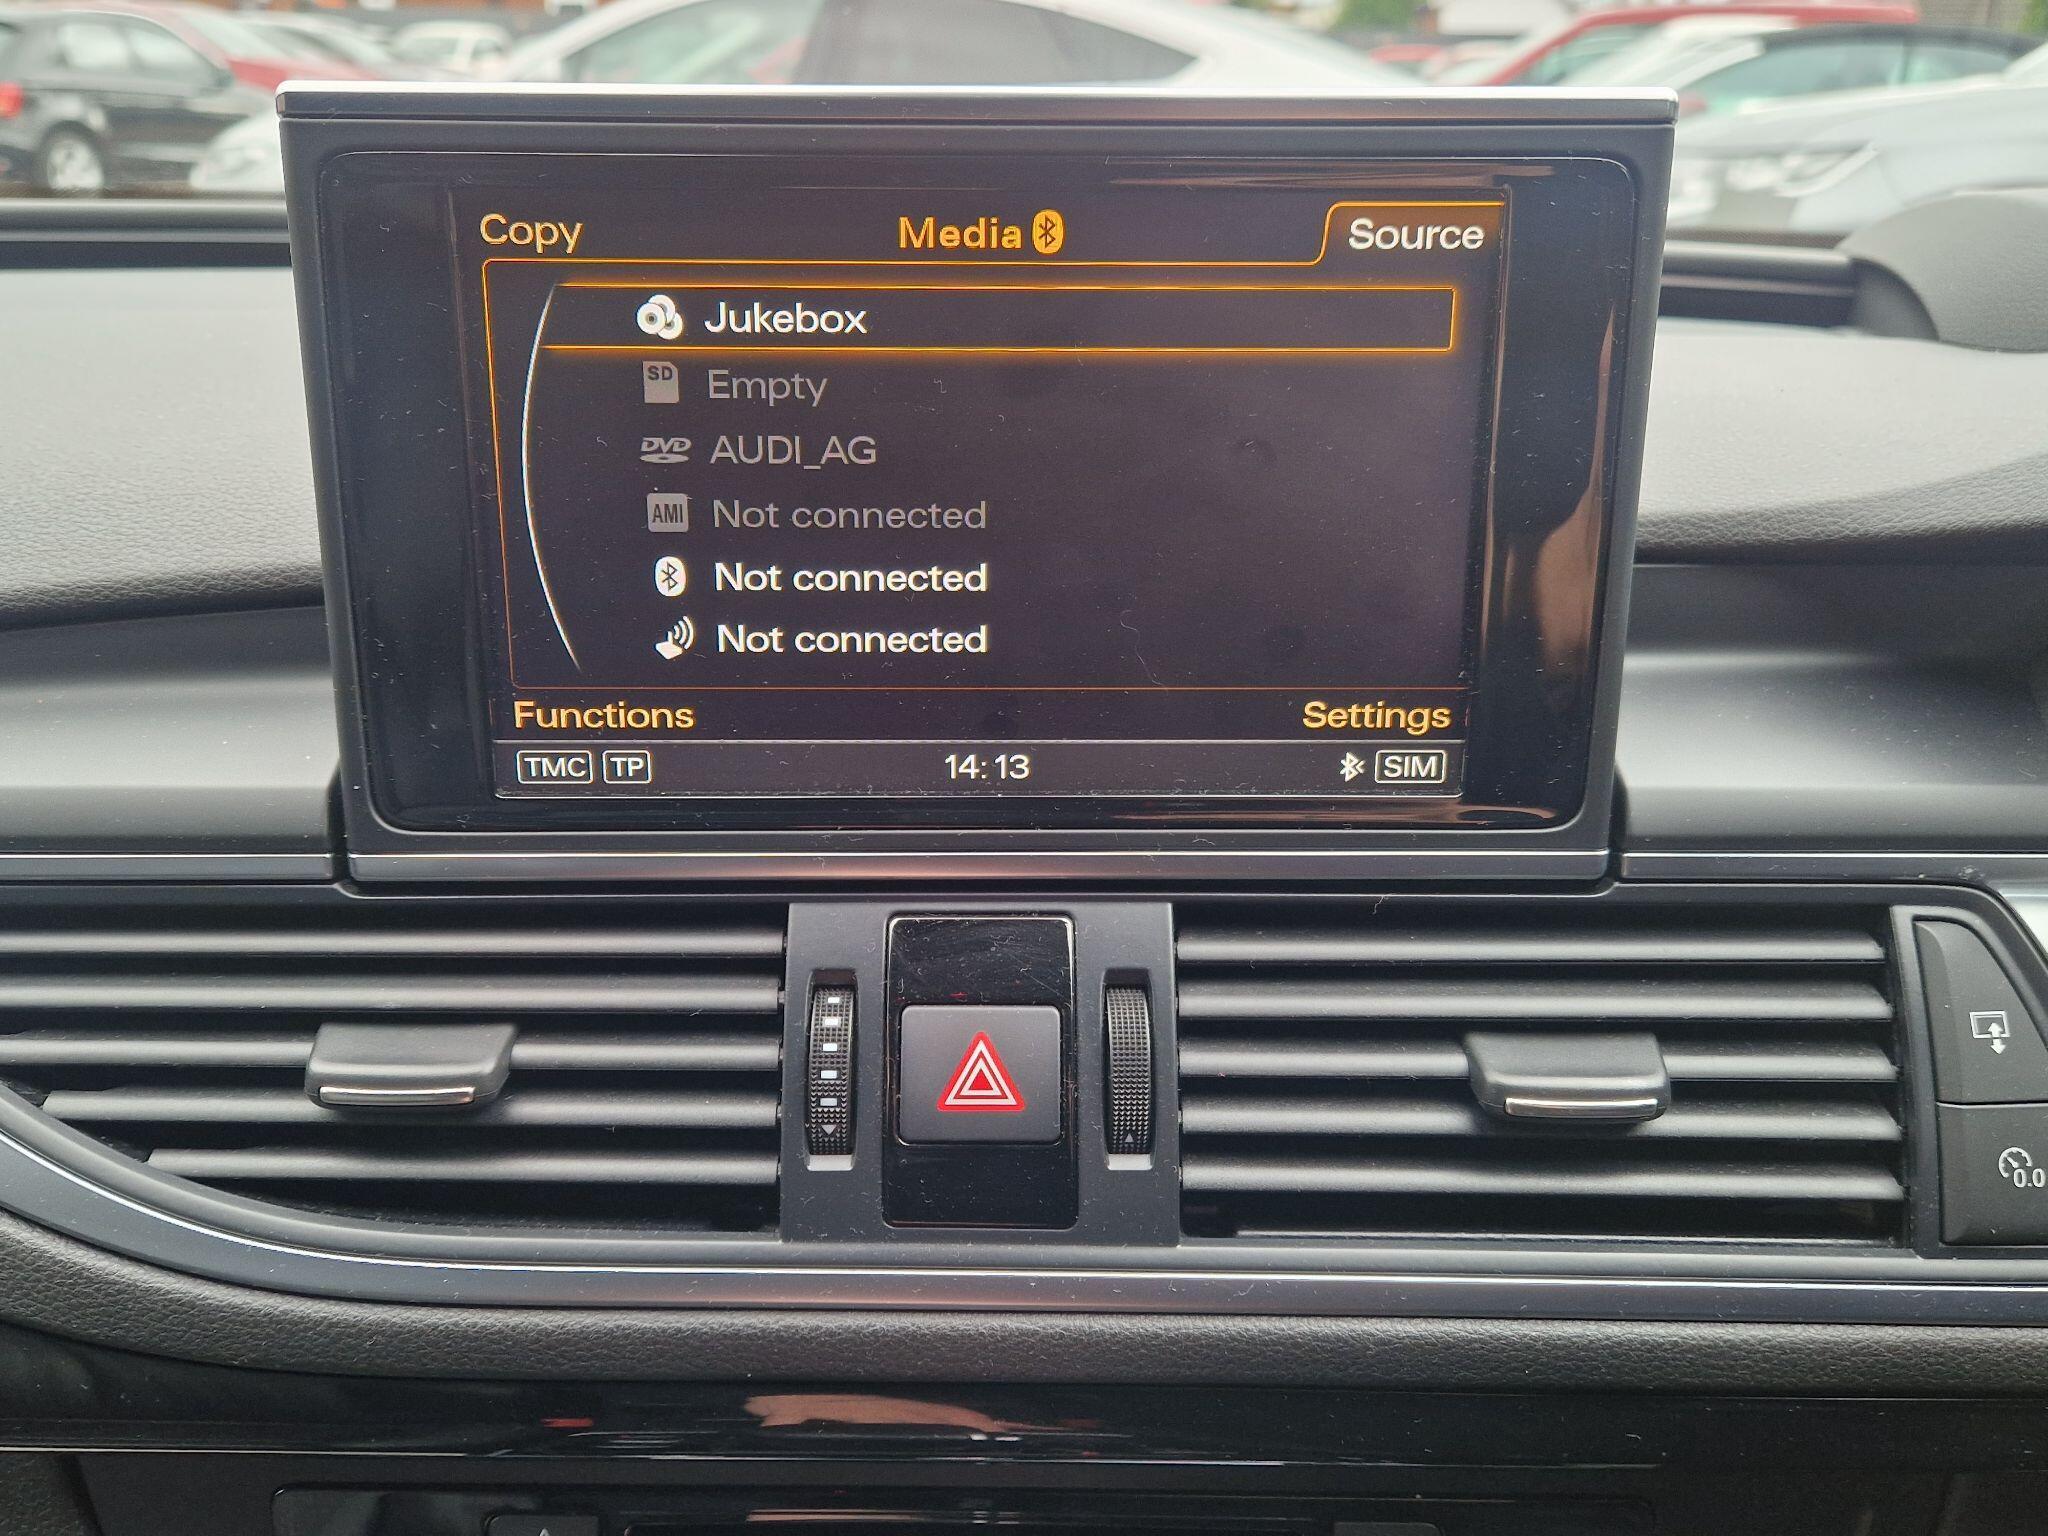 Copy Media Source
Jukebox
SD Empty
DVD AUDI_AG
AMI Not connected
Not connected
Not connected
Functions Settings
TMC TP 14:13 SIM
0.0